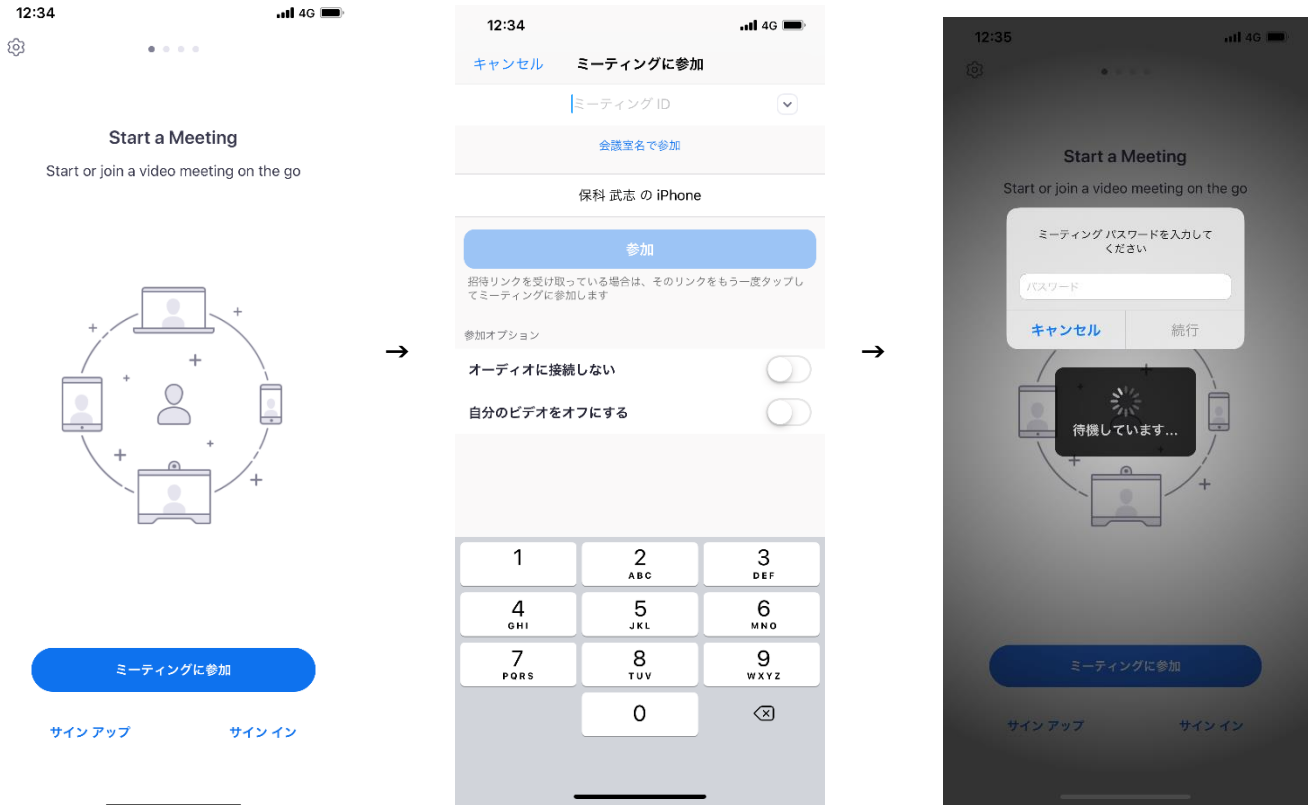 12:34
4G
Start a Meeting
Start or join a video meeting on the go
ミーティングに参加
サイン アップ
サイン イン
→
12:34
4G
キャンセル
ミーティングに参加
ミーティング ID
会議室名で参加
保科 武志 の iPhone
参加
招待リンクを受け取っている場合は、そのリンクをもう一度タップし
てミーティングに参加します
参加オプション
オーディオに接続しない
自分のビデオをオフにする
1
2
ABC
3
DEF
4
GHI
5
JKL
6
MNO
7
PQRS
8
TUV
9
WXYZ
0
→
12:35
4G
Start a Meeting
Start or join a video meeting on the go
ミーティング パスワードを入力して
ください
パスワード
キャンセル
続行
待機しています...
ミーティングに参加
サイン アップ
サイン イン